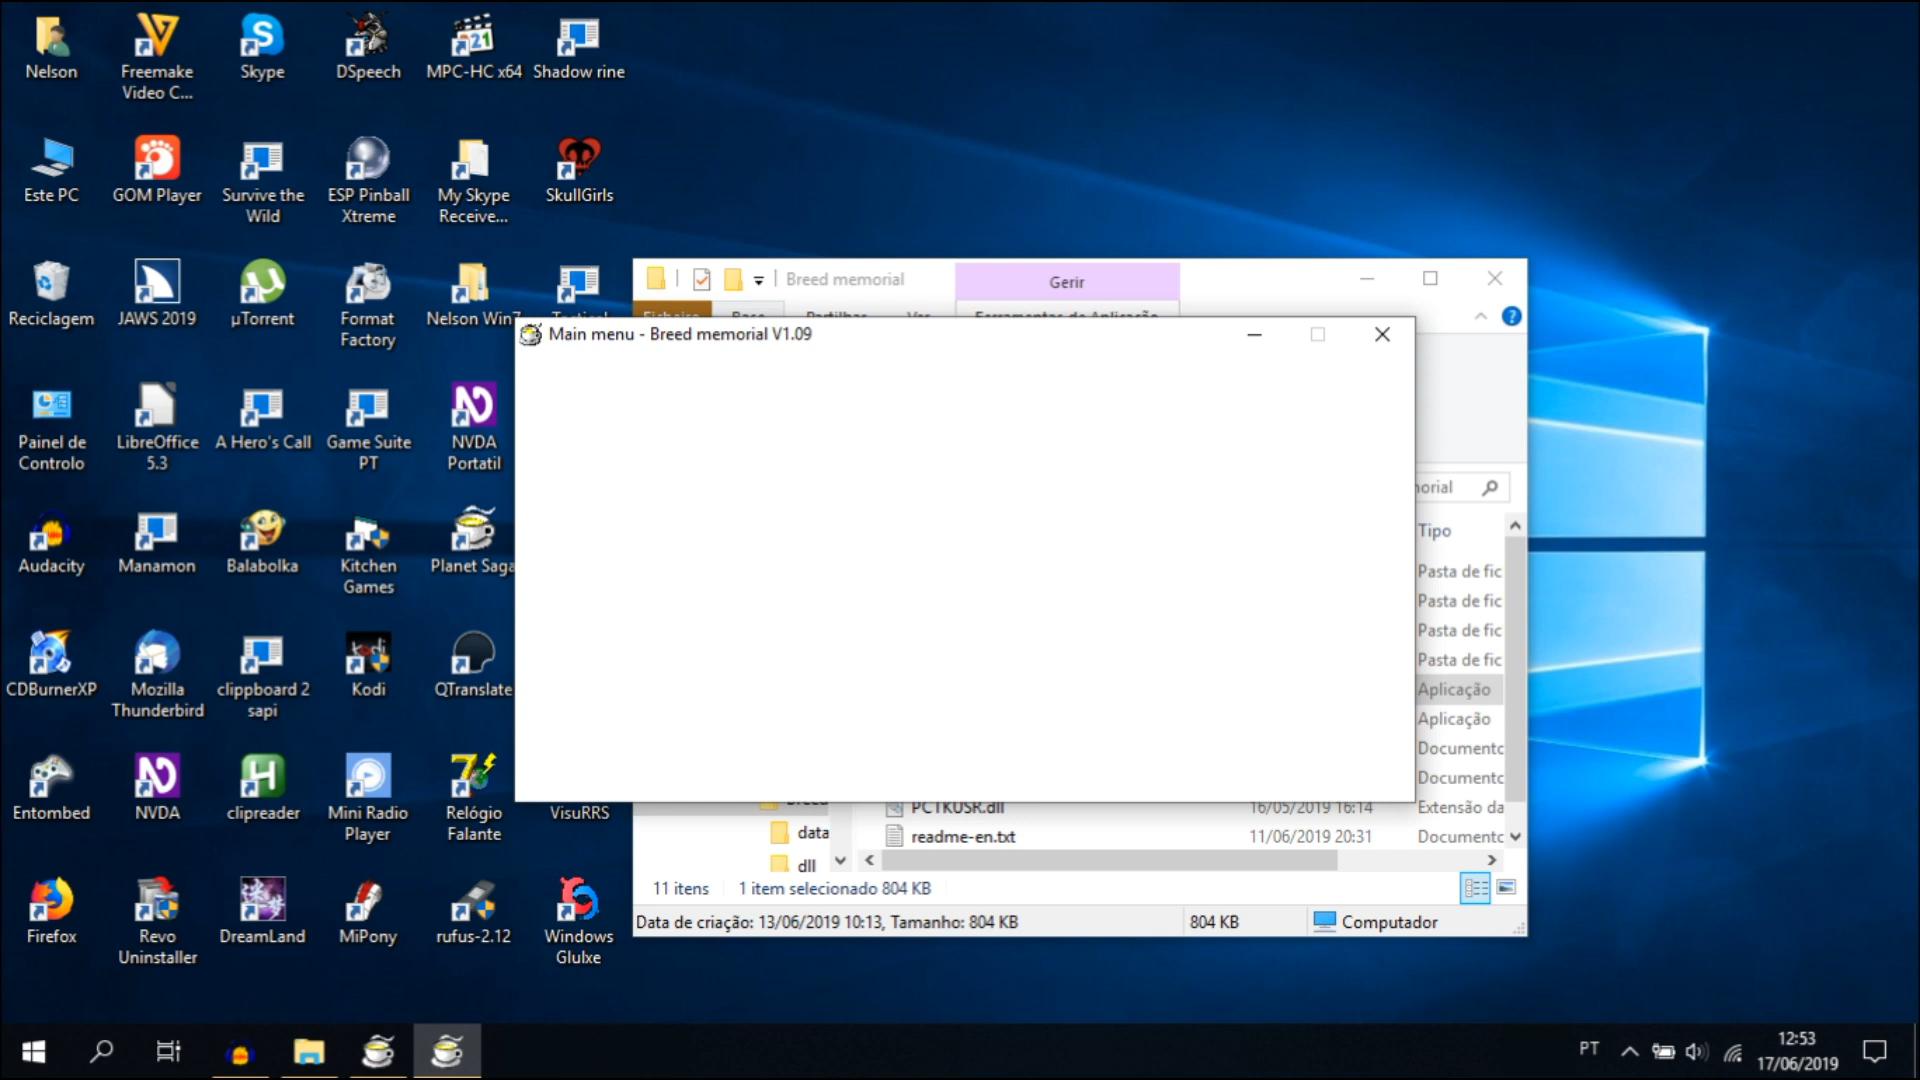 Nelson
Freemake
Video C...
Skype
DSpeech
MPC-HC x64
Shadow rine
Este PC
GOM Player
Survive the
Wild
ESP Pinball
Xtreme
My Skype
Receive...
SkullGirls
Reciclagem
JAWS 2019
µTorrent
Format
Factory
Nelson Win7
Painel de
Controlo
LibreOffice
5.3
A Hero's Call
Game Suite
PT
NVDA
Portatil
Audacity
Manamon
Balabolka
Kitchen
Games
Planet Saga
CDBurnerXP
Mozilla
Thunderbird
clippboard 2
sapi
Kodi
QTranslate
Entombed
NVDA
clipreader
Mini Radio
Player
Relógio
Falante
VisuRRS
Firefox
Revo
Uninstaller
DreamLand
MiPony
rufus-2.12
Windows
Glulxe
Breed memorial
Gerir
Main menu - Breed memorial V1.09
Tipo
Pasta de fic
Pasta de fic
Pasta de fic
Pasta de fic
Aplicação
Aplicação
Documento
Documento
PCTKUSR.dll 16/05/2019 16:14 Extensão da
readme-en.txt 11/06/2019 20:31 Documento
data
dll
11 itens 1 item selecionado 804 KB
Data de criação: 13/06/2019 10:13, Tamanho: 804 KB 804 KB Computador
PT
12:53
17/06/2019